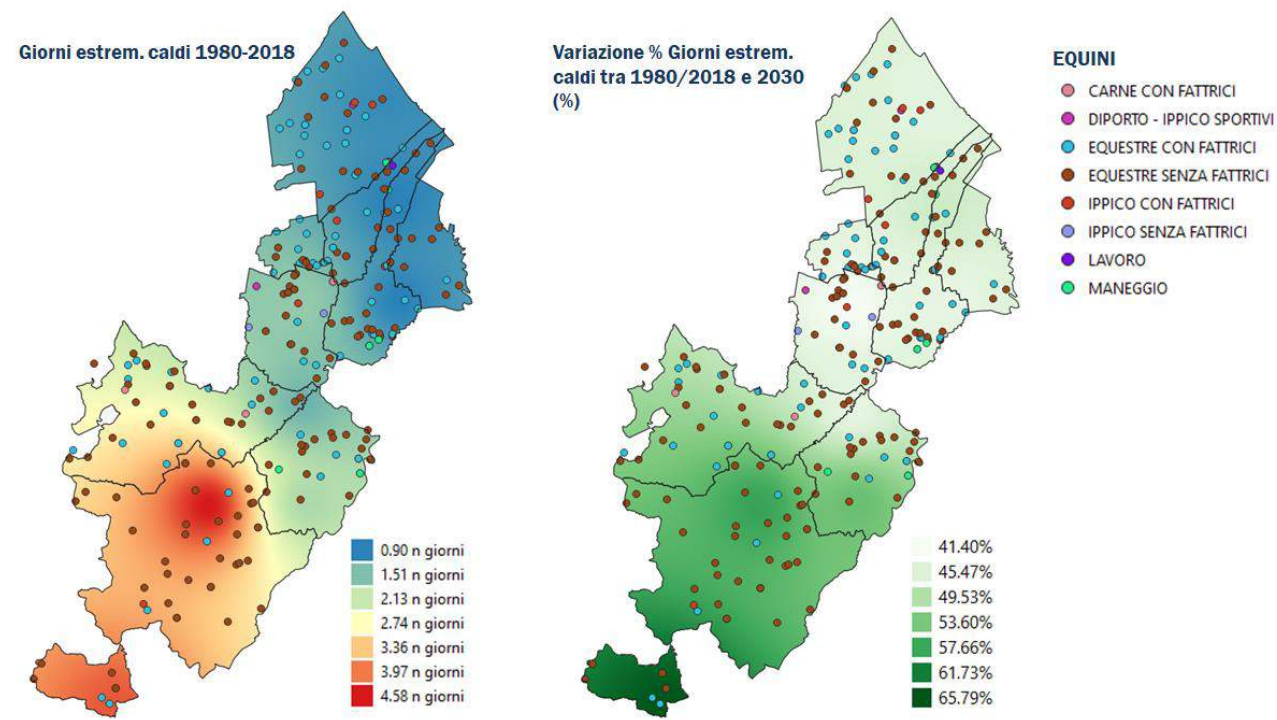 Giorni estrem. caldi 1980-2018
Variazione % Giorni estrem.
caldi tra 1980/2018 e 2030
(%)
EQUINI
CARNE CON FATTRICI
DIPORTO - IPPICO SPORTIVI
EQUESTRE CON FATTRICI
EQUESTRE SENZA FATTRICI
IPPICO CON FATTRICI
IPPICO SENZA FATTRICI
LAVORO
MANEGGIO
0.90 n giorni
1.51 n giorni
2.13 n giorni
2.74 n giorni
3.36 n giorni
3.97 n giorni
4.58 n giorni
41.40%
45.47%
49.53%
53.60%
57.66%
61.73%
65.79%